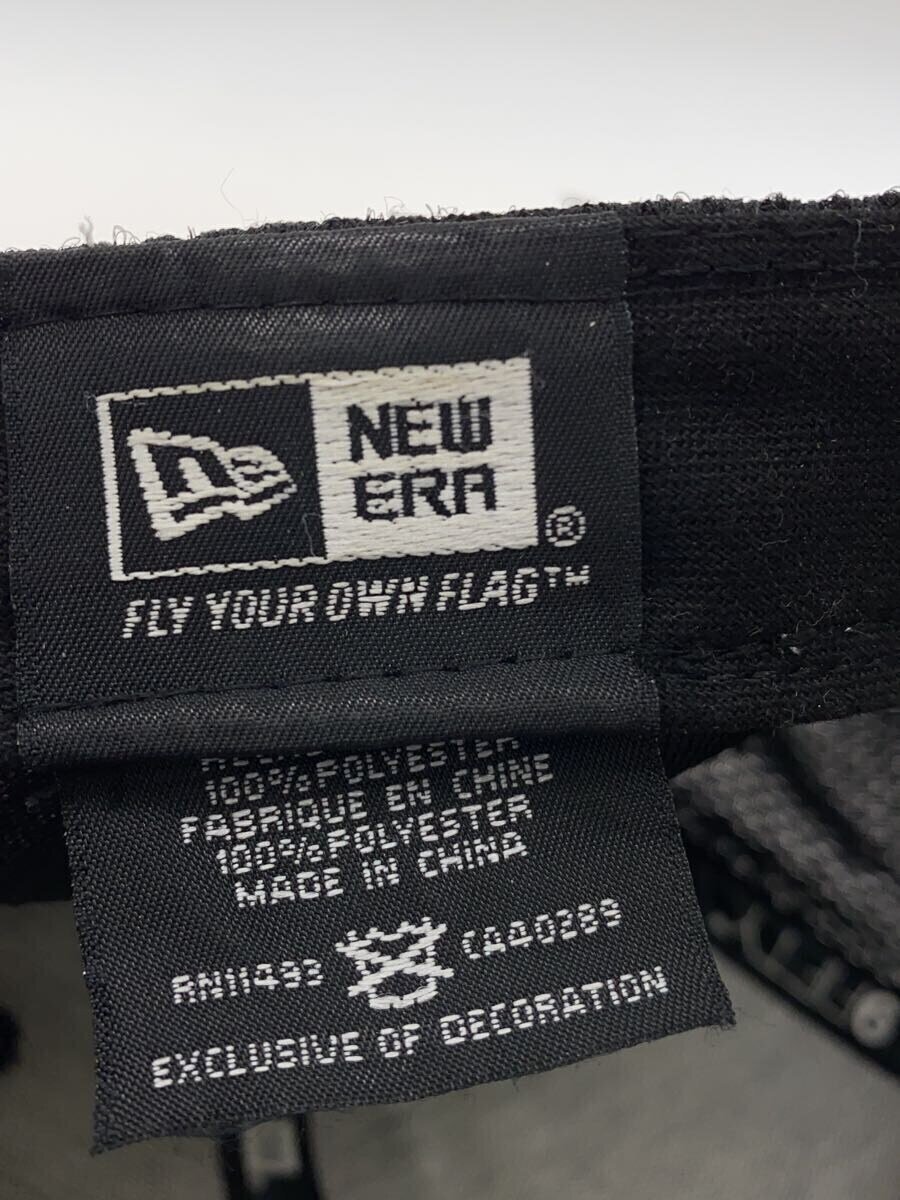 NEW
ERA
®
FLY YOUR OWN FLAG™
100%POLYESTER
FABRIQUE EN CHINE
100%POLYESTER
MADE IN CHINA
RN11493 CA40389
EXCLUSIVE OF DECORATION